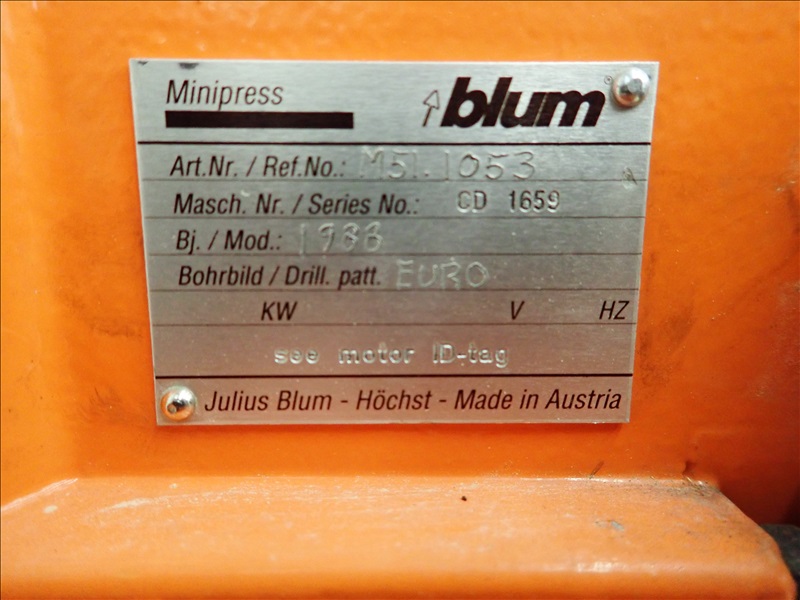 Minipress
blum
Art.Nr. / Ref.No.: M51.1053
Masch. Nr. / Series No.: CD 1659
Bj. / Mod.: 1988
Bohrbild / Drill. patt. EURO
KW V HZ
see motor ID-tag
Julius Blum - Höchst - Made in Austria